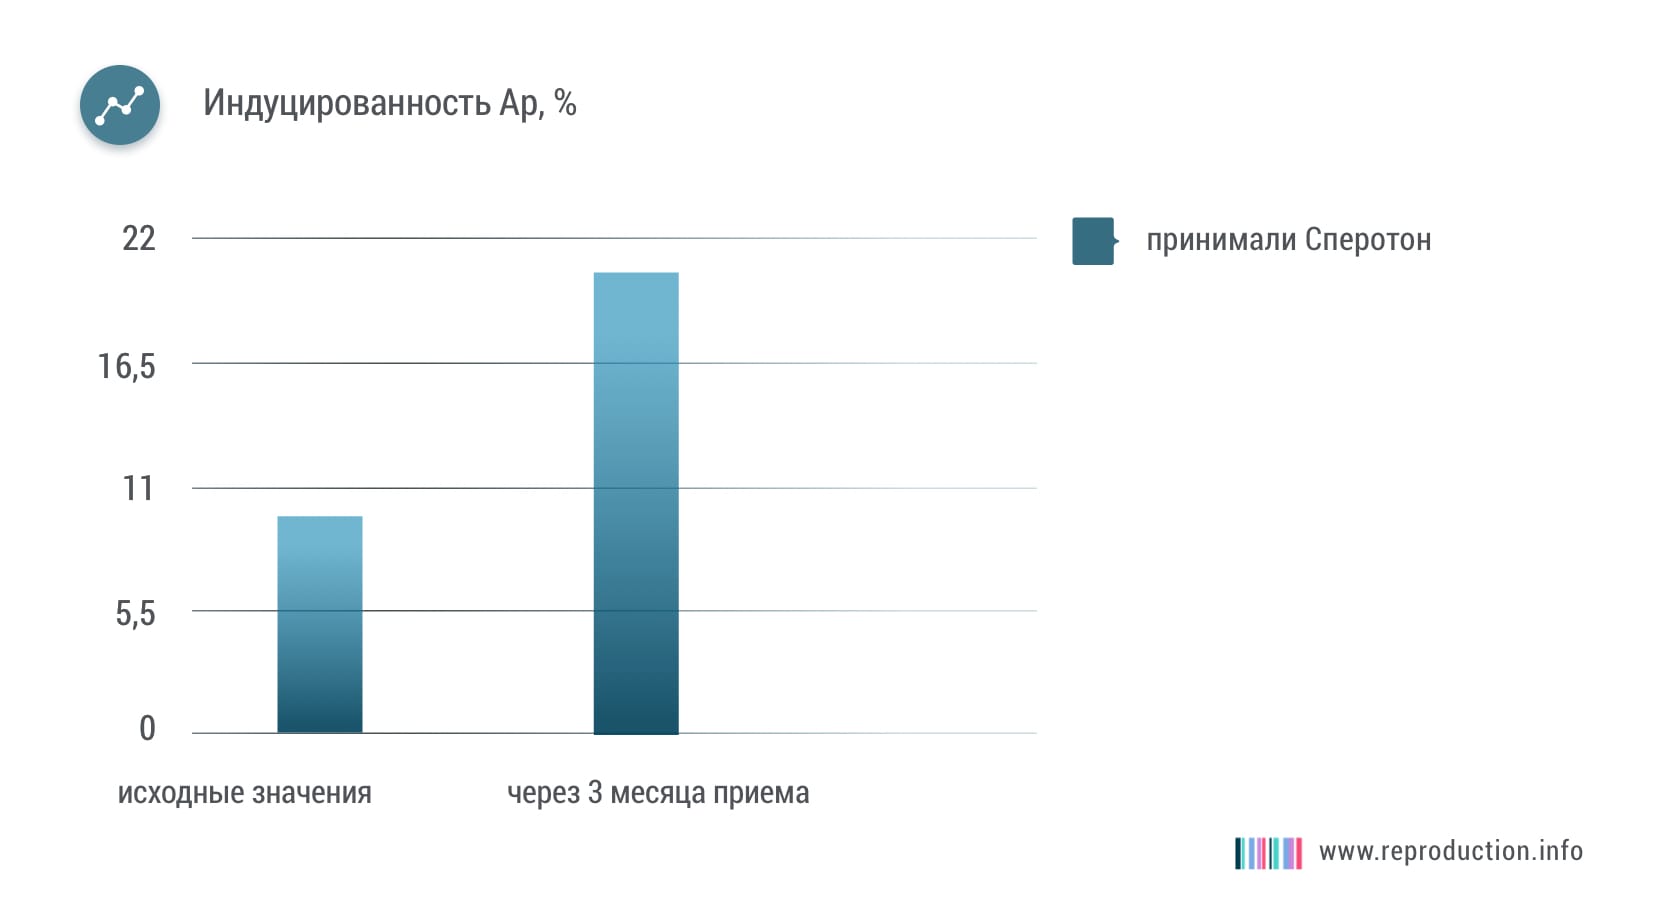 Индуцированность Ар, %
22
принимали Сперотон
16,5
11
5,5
0
исходные значения
через 3 месяца приема
www.reproduction.info